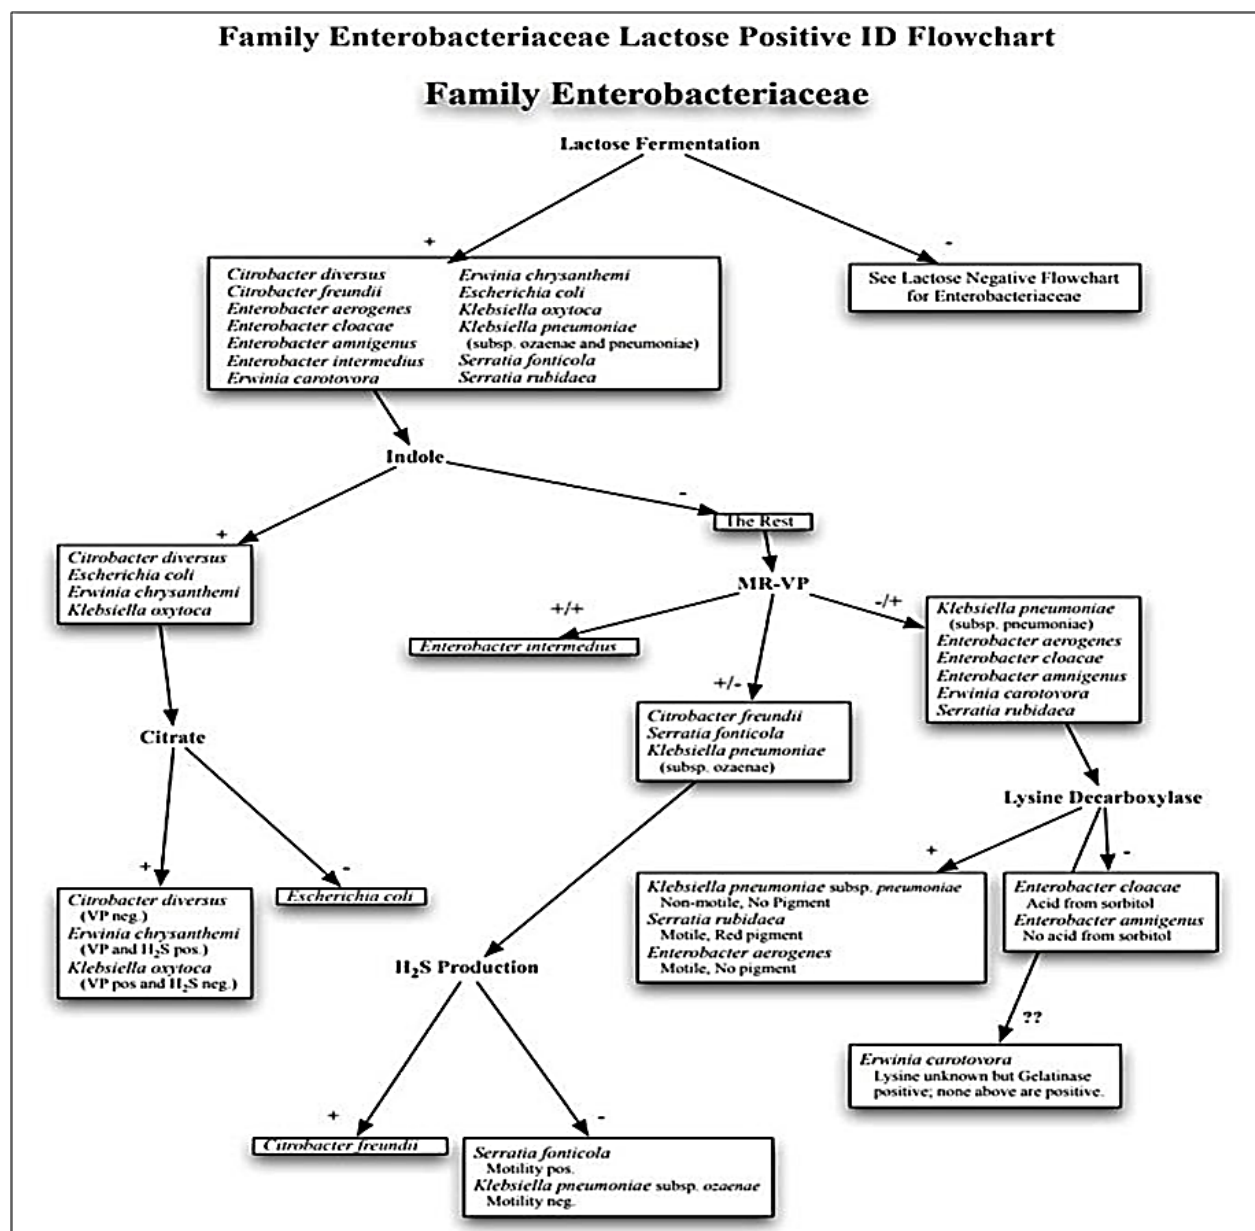 Family Enterobacteriaceae Lactose Positive ID Flowchart
Family Enterobacteriaceae
Lactose Fermentation
+
-
Citrobacter diversus
Citrobacter freundii
Enterobacter aerogenes
Enterobacter cloacae
Enterobacter amnigenus
Enterobacter intermedius
Erwinia carotovora
Erwinia chrysanthemi
Escherichia coli
Klebsiella oxytoca
Klebsiella pneumoniae
(subsp. ozaenae and pneumoniae)
Serratia fonticola
Serratia rubidaea
See Lactose Negative Flowchart
for Enterobacteriaceae
Indole
+
-
The Rest
Citrobacter diversus
Escherichia coli
Erwinia chrysanthemi
Klebsiella oxytoca
MR-VP
+/+
+/-
-/+
Enterobacter intermedius
Klebsiella pneumoniae
(subsp. pneumoniae)
Enterobacter aerogenes
Enterobacter cloacae
Enterobacter amnigenus
Erwinia carotovora
Serratia rubidaea
Citrobacter freundii
Serratia fonticola
Klebsiella pneumoniae
(subsp. ozaenae)
Citrate
+
-
Citrobacter diversus
(VP neg.)
Erwinia chrysanthemi
(VP and H₂S pos.)
Klebsiella oxytoca
(VP pos and H₂S neg.)
Escherichia coli
Lysine Decarboxylase
+
-
??
Klebsiella pneumoniae subsp. pneumoniae
Non-motile, No Pigment
Serratia rubidaea
Motile, Red pigment
Enterobacter aerogenes
Motile, No pigment
Enterobacter cloacae
Acid from sorbitol
Enterobacter amnigenus
No acid from sorbitol
Erwinia carotovora
Lysine unknown but Gelatinase
positive; none above are positive.
H₂S Production
+
-
Citrobacter freundii
Serratia fonticola
Motility pos.
Klebsiella pneumoniae subsp. ozaenae
Motility neg.